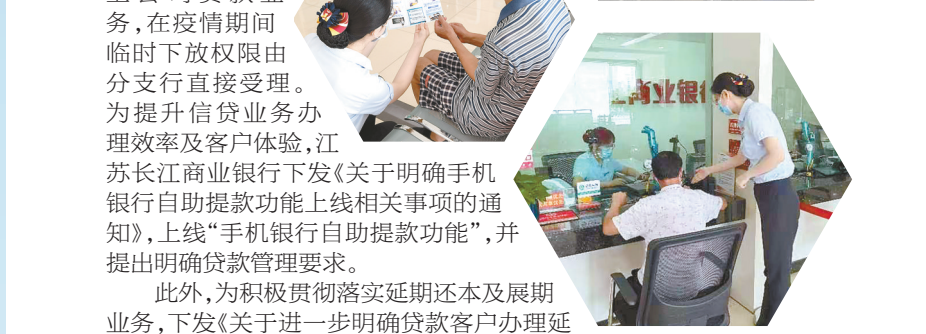 务,在疫情期间
临时下放权限由
分支行直接受理。
为提升信贷业务办
理效率及客户体验,江
苏长江商业银行下发《关于明确手机
银行自助提款功能上线相关事项的通
知》,上线“手机银行自助提款功能”,并
提出明确贷款管理要求。
此外,为积极贯彻落实延期还本及展期
业务,下发《关于进一步明确贷款客户办理延
商业银行